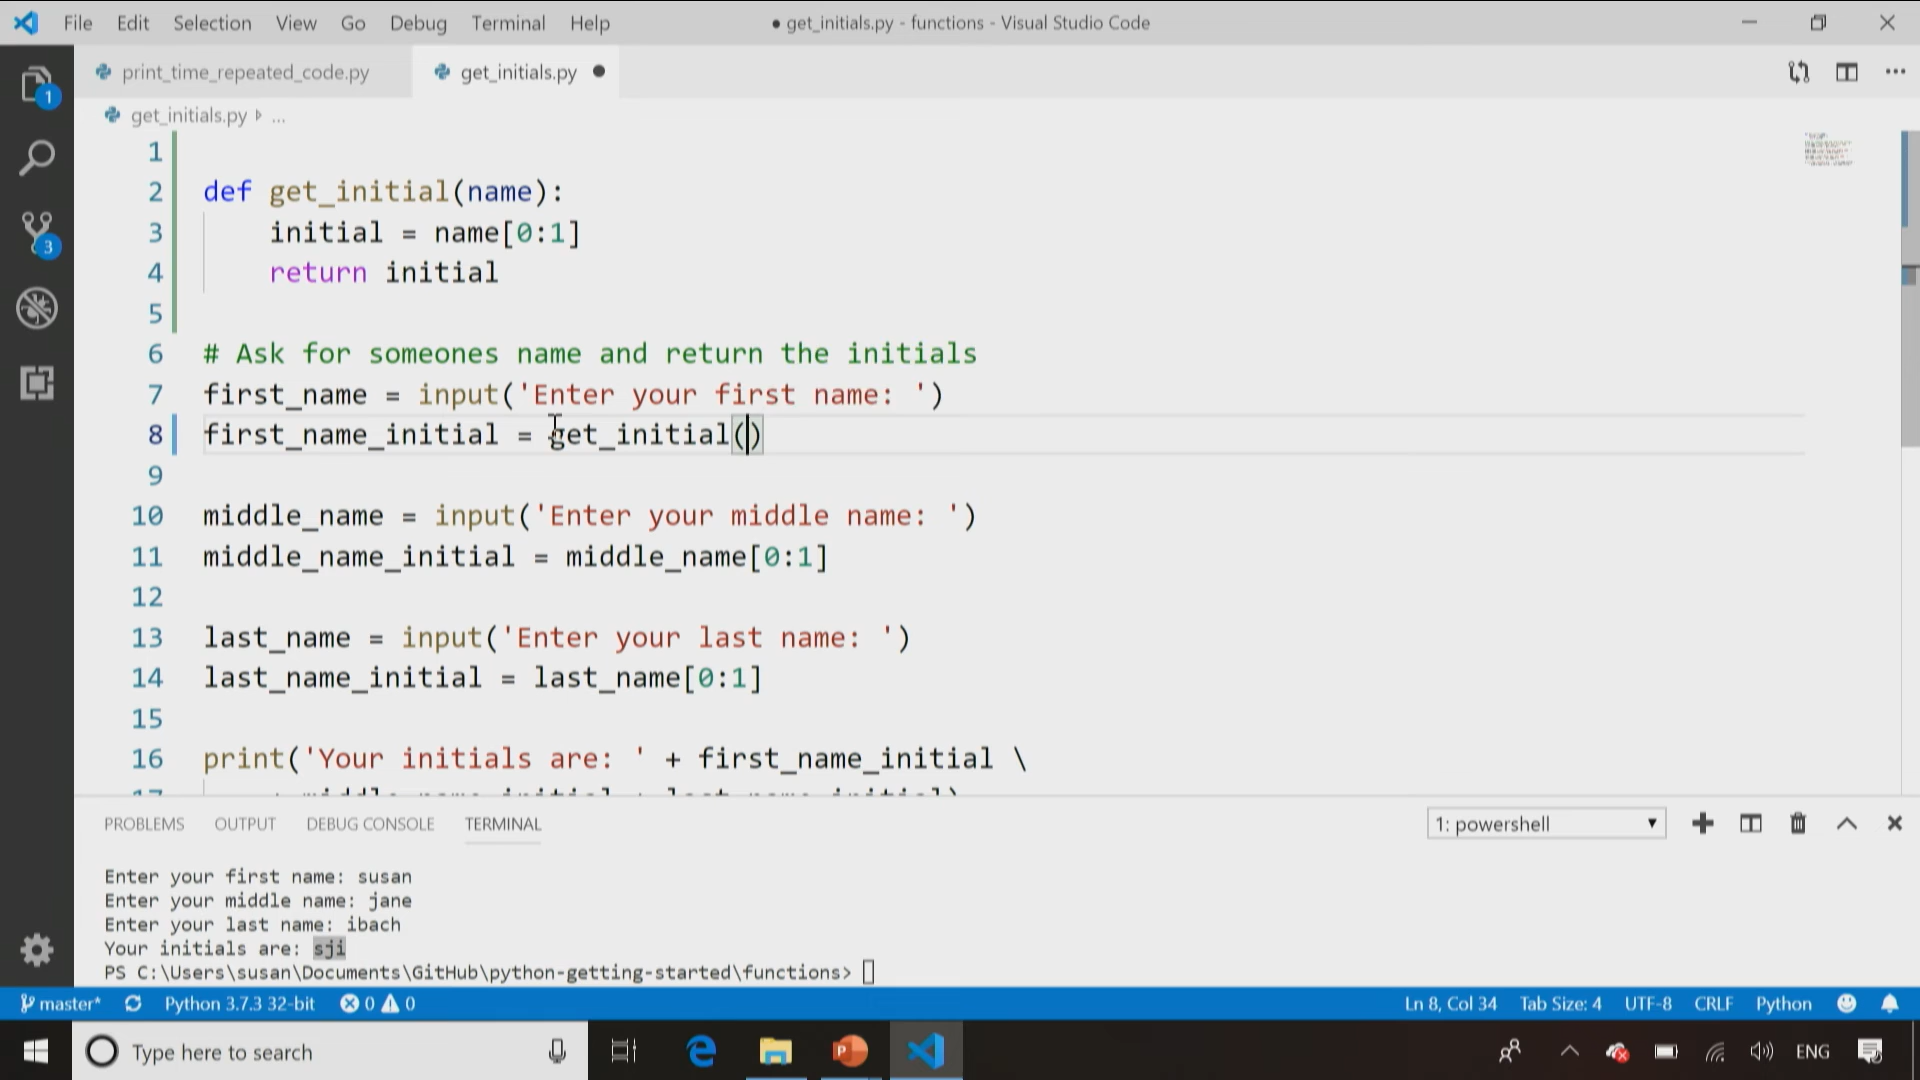 File Edit Selection View Go Debug Terminal Help ● get_initials.py - functions - Visual Studio Code
print_time_repeated_code.py get_initials.py ●
get_initials.py ▸ ...
1
2 def get_initial(name):
3 initial = name[0:1]
4 return initial
5
6 # Ask for someones name and return the initials
7 first_name = input('Enter your first name: ')
8 first_name_initial = get_initial()
9
10 middle_name = input('Enter your middle name: ')
11 middle_name_initial = middle_name[0:1]
12
13 last_name = input('Enter your last name: ')
14 last_name_initial = last_name[0:1]
15
16 print('Your initials are: ' + first_name_initial \
17 + middle_name_initial + last_name_initial)
PROBLEMS OUTPUT DEBUG CONSOLE TERMINAL 1: powershell
Enter your first name: susan
Enter your middle name: jane
Enter your last name: ibach
Your initials are: sji
PS C:\Users\susan\Documents\GitHub\python-getting-started\functions>
master* Python 3.7.3 32-bit 0 0 Ln 8, Col 34 Tab Size: 4 UTF-8 CRLF Python
Type here to search ENG
1
3